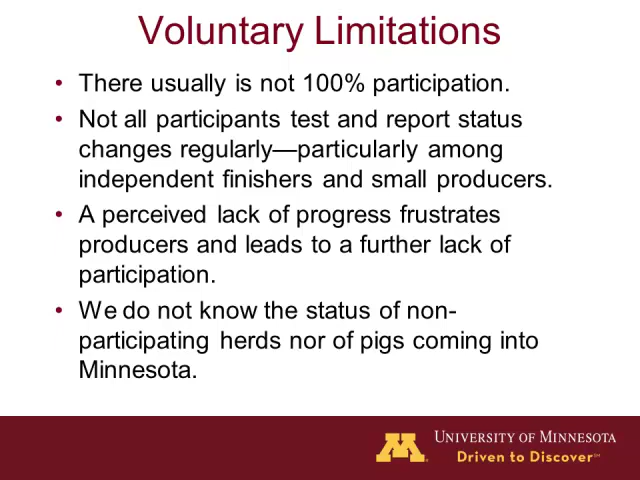 Voluntary Limitations
• There usually is not 100% participation.
• Not all participants test and report status
changes regularly—particularly among
independent finishers and small producers.
• A perceived lack of progress frustrates
producers and leads to a further lack of
participation.
• We do not know the status of non-
participating herds nor of pigs coming into
Minnesota.
M
UNIVERSITY OF MINNESOTA
Driven to Discover℠